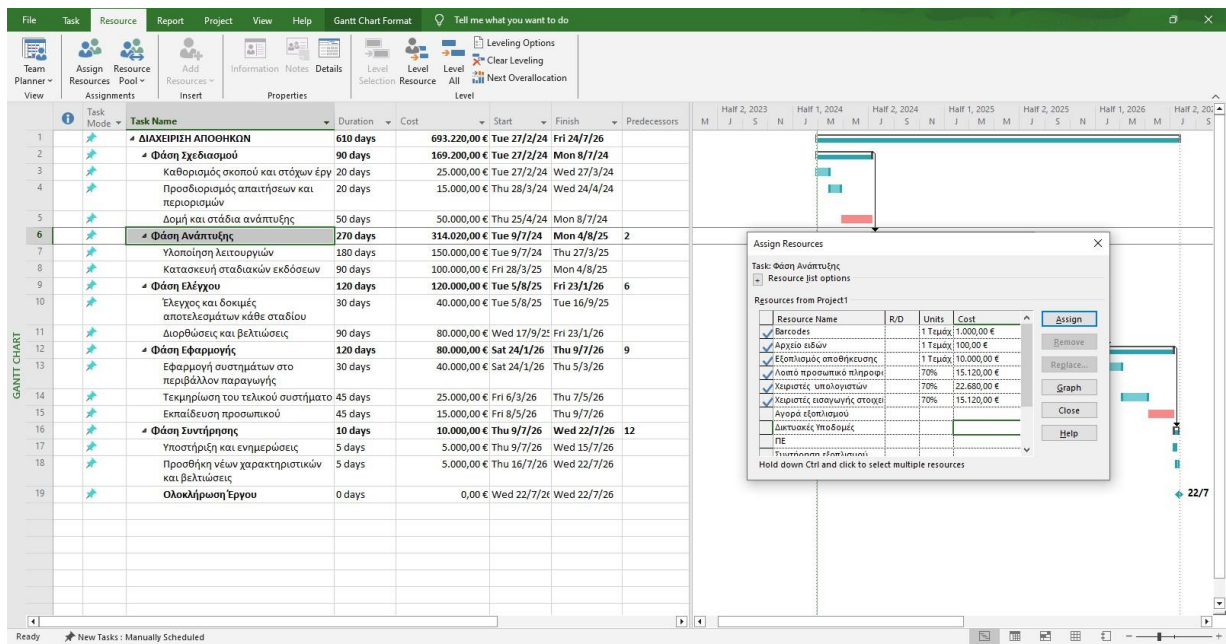 File Task Resource Report Project View Help Gantt Chart Format Tell me what you want to do
Team Planner
Assign Resources
Resource Pool
Add Resources
Information Notes Details
Level Selection
Level Resource
Level All
Leveling Options
Clear Leveling
Next Overallocation
View Assignments Insert Properties Level
Task Mode Task Name Duration Cost Start Finish Predecessors
1 ΔΙΑΧΕΙΡΙΣΗ ΑΠΟΘΗΚΩΝ 610 days 693.220,00 € Tue 27/2/24 Fri 24/7/26
2 Φάση Σχεδιασμού 90 days 169.200,00 € Tue 27/2/24 Mon 8/7/24
3 Καθορισμός σκοπού και στόχων έργ 20 days 25.000,00 € Tue 27/2/24 Wed 27/3/24
4 Προσδιορισμός απαιτήσεων και 20 days 15.000,00 € Thu 28/3/24 Wed 24/4/24
περιορισμών
5 Δομή και στάδια ανάπτυξης 50 days 50.000,00 € Thu 25/4/24 Mon 8/7/24
6 Φάση Ανάπτυξης 270 days 314.020,00 € Tue 9/7/24 Mon 4/8/25 2
7 Υλοποίηση λειτουργιών 180 days 150.000,00 € Tue 9/7/24 Thu 27/3/25
8 Κατασκευή σταδιακών εκδόσεων 90 days 100.000,00 € Fri 28/3/25 Mon 4/8/25
9 Φάση Ελέγχου 120 days 120.000,00 € Tue 5/8/25 Fri 23/1/26 6
10 Έλεγχος και δοκιμές 30 days 40.000,00 € Tue 5/8/25 Tue 16/9/25
αποτελεσμάτων κάθε σταδίου
11 Διορθώσεις και βελτιώσεις 90 days 80.000,00 € Wed 17/9/25 Fri 23/1/26
12 Φάση Εφαρμογής 120 days 80.000,00 € Sat 24/1/26 Thu 9/7/26 9
13 Εφαρμογή συστημάτων στο 30 days 40.000,00 € Sat 24/1/26 Thu 5/3/26
περιβάλλον παραγωγής
14 Τεκμηρίωση του τελικού συστήματο 45 days 25.000,00 € Fri 6/3/26 Thu 7/5/26
15 Εκπαίδευση προσωπικού 45 days 15.000,00 € Fri 8/5/26 Thu 9/7/26
16 Φάση Συντήρησης 10 days 10.000,00 € Thu 9/7/26 Wed 22/7/26 12
17 Υποστήριξη και ενημερώσεις 5 days 5.000,00 € Thu 9/7/26 Wed 15/7/26
18 Προσθήκη νέων χαρακτηριστικών 5 days 5.000,00 € Thu 16/7/26 Wed 22/7/26
και βελτιώσεις
19 Ολοκλήρωση Έργου 0 days 0,00 € Wed 22/7/26 Wed 22/7/26
GANTT CHART
Half 2, 2023 Half 1, 2024 Half 2, 2024 Half 1, 2025 Half 2, 2025 Half 1, 2026 Half 2, 202
M J S N J M M J S N J M M J S N J M M J S
22/7
Assign Resources
Task: Φάση Ανάπτυξης
Resource list options
Resources from Project1
Resource Name R/D Units Cost
Barcodes 1 Τεμάχ 1.000,00 €
Αρχείο ειδών 1 Τεμάχ 100,00 €
Εξοπλισμός αποθήκευσης 1 Τεμάχ 10.000,00 €
Λοιπό προσωπικό πληροφο 70% 15.120,00 €
Χειριστές υπολογιστών 70% 22.680,00 €
Χειριστές εισαγωγής στοιχεί 70% 15.120,00 €
Αγορά εξοπλισμού
Δικτυακές Υποδομές
ΠΕ
Συντήρηση εξοπλισμού
Assign
Remove
Replace...
Graph
Close
Help
Hold down Ctrl and click to select multiple resources
Ready New Tasks : Manually Scheduled